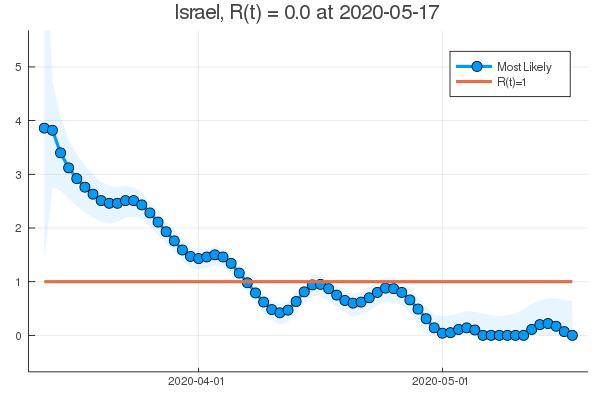 Israel, R(t) = 0.0 at 2020-05-17
5
4
3
2
1
0
Most Likely
R(t)=1
2020-04-01
2020-05-01